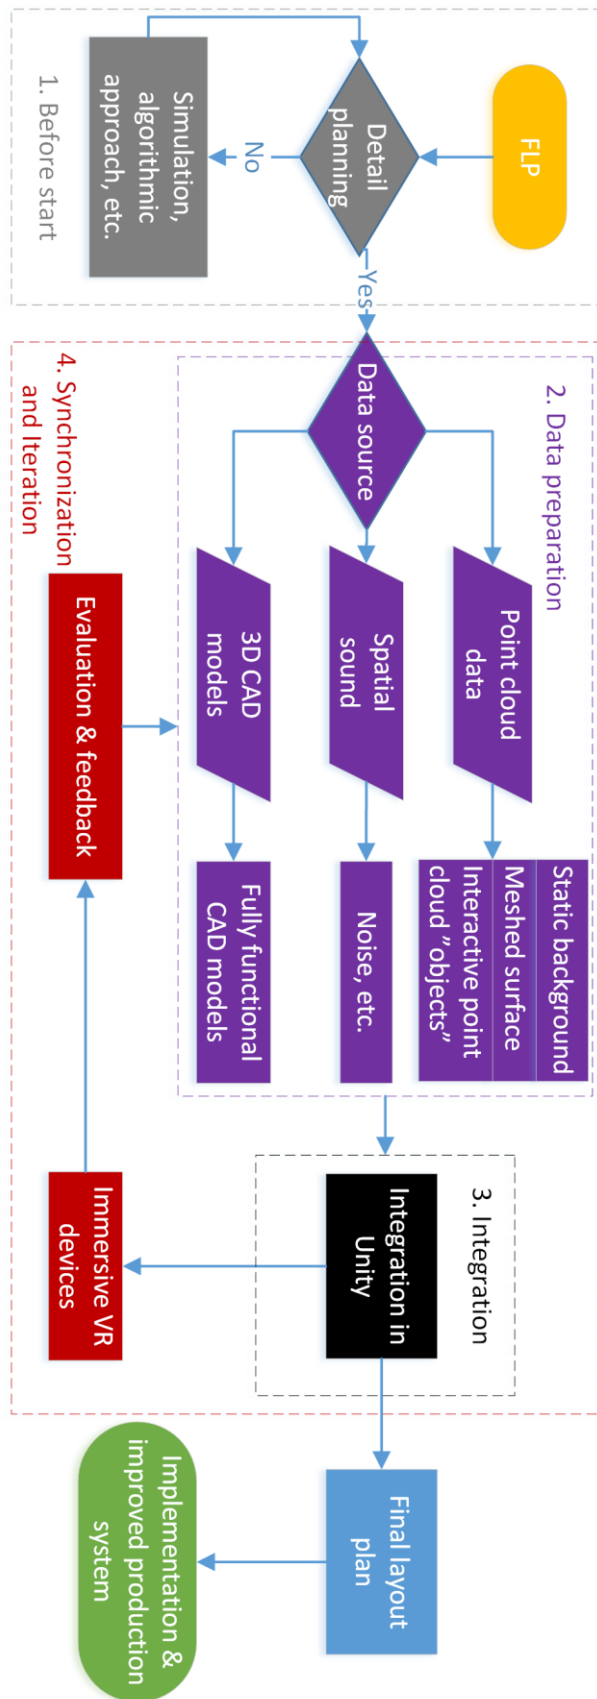 FLP
Detail
planning
No
Simulation,
algorithmic
approach, etc.
1. Before start
Yes
2. Data preparation
Data source
Point cloud
data
Static background
Meshed surface
Interactive point
cloud ”objects”
Spatial
sound
Noise, etc.
3D CAD
models
Fully functional
CAD models
3. Integration
Integration in
Unity
4. Synchronization
and Iteration
Evaluation & feedback
Immersive VR
devices
Final layout
plan
Implementation &
improved production
system